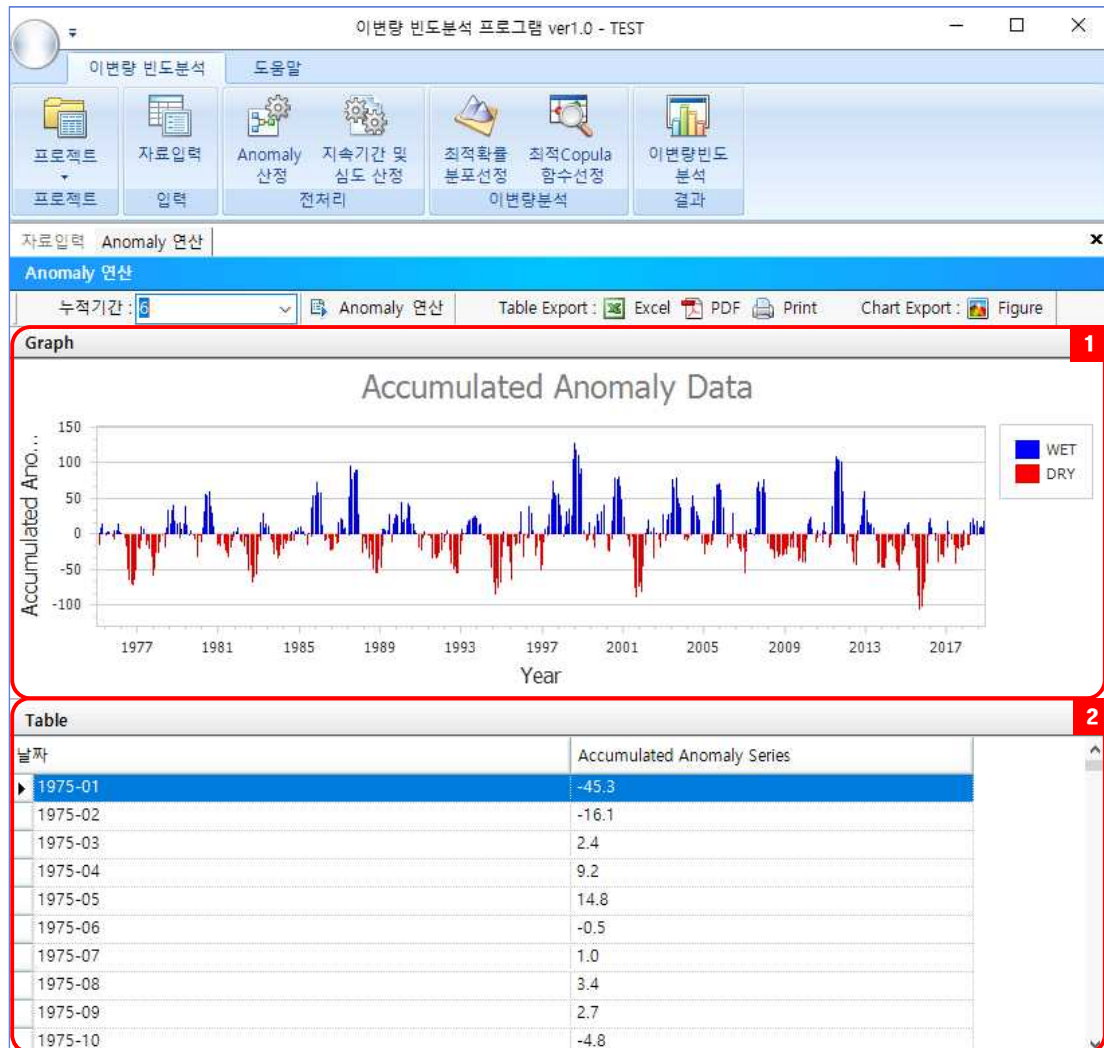 이변량 빈도분석 프로그램 ver1.0 - TEST
이변량 빈도분석 도움말
프로젝트 자료입력 Anomaly 산정 지속기간 및 심도 산정 최적확률 분포선정 최적Copula 함수선정 이변량빈도 분석
프로젝트 입력 전처리 이변량분석 결과
자료입력 Anomaly 연산
Anomaly 연산
누적기간 : 6 Anomaly 연산 Table Export : Excel PDF Print Chart Export : Figure
Graph 1
Accumulated Anomaly Data
Accumulated Ano...
150
100
50
0
-50
-100
WET
DRY
1977 1981 1985 1989 1993 1997 2001 2005 2009 2013 2017
Year
Table 2
날짜 Accumulated Anomaly Series
1975-01 -45.3
1975-02 -16.1
1975-03 2.4
1975-04 9.2
1975-05 14.8
1975-06 -0.5
1975-07 1.0
1975-08 3.4
1975-09 2.7
1975-10 -4.8